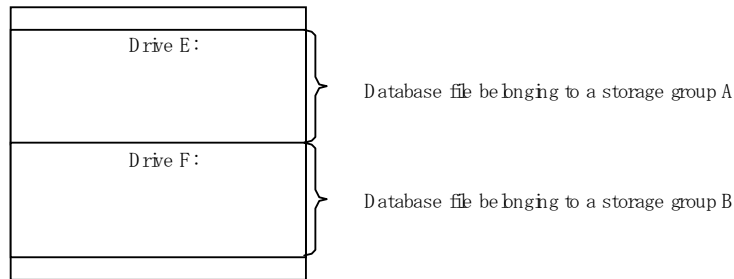 Drive E:
Database file belonging to a storage group A
Drive F:
Database file belonging to a storage group B